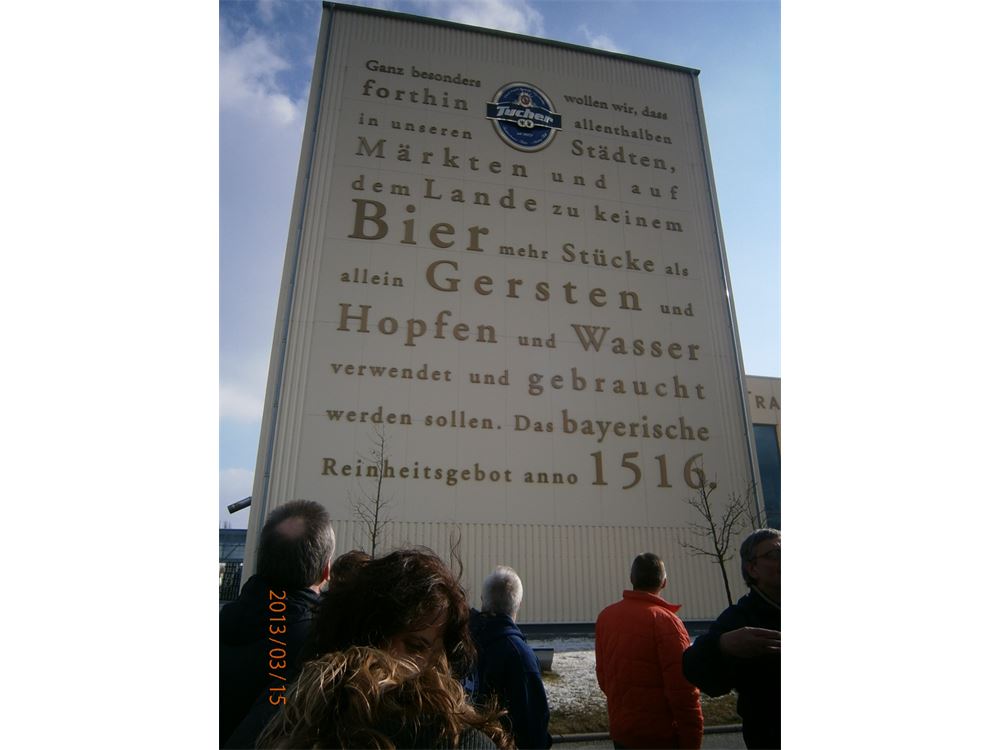 Ganz besonders
forthin wollen wir, dass
in unseren allenthalben
Märkten und auf Städten,
dem Lande zu keinem
Bier mehr Stücke als
allein Gersten und
Hopfen und Wasser
verwendet und gebraucht
werden sollen. Das bayerische
Reinheitsgebot anno 1516.
Tucher
TRA
2013/03/15